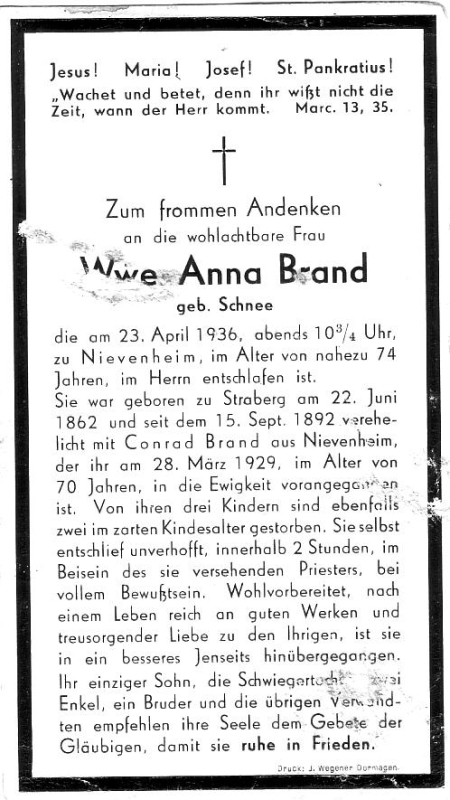 Jesus! Maria! Josef! St. Pankratius!
„Wachet und betet, denn ihr wißt nicht die
Zeit, wann der Herr kommt. Marc. 13, 35.
Zum frommen Andenken
an die wohlachtbare Frau
Wwe. Anna Brand
geb. Schnee
die am 23. April 1936, abends 10¾ Uhr,
zu Nievenheim, im Alter von nahezu 74
Jahren, im Herrn entschlafen ist.
Sie war geboren zu Straberg am 22. Juni
1862 und seit dem 15. Sept. 1892 verehe-
licht mit Conrad Brand aus Nievenheim,
der ihr am 28. März 1929, im Alter von
70 Jahren, in die Ewigkeit vorangegangen
ist. Von ihren drei Kindern sind ebenfalls
zwei im zarten Kindesalter gestorben. Sie selbst
entschlief unverhofft, innerhalb 2 Stunden, im
Beisein des sie versehenden Priesters, bei
vollem Bewußtsein. Wohlvorbereitet, nach
einem Leben reich an guten Werken und
treusorgender Liebe zu den Ihrigen, ist sie
in ein besseres Jenseits hinübergegangen.
Ihr einziger Sohn, die Schwiegertochter, zwei
Enkel, ein Bruder und die übrigen Verwand-
ten empfehlen ihre Seele dem Gebete der
Gläubigen, damit sie ruhe in Frieden.
Druck: J. Wegener Dormagen.